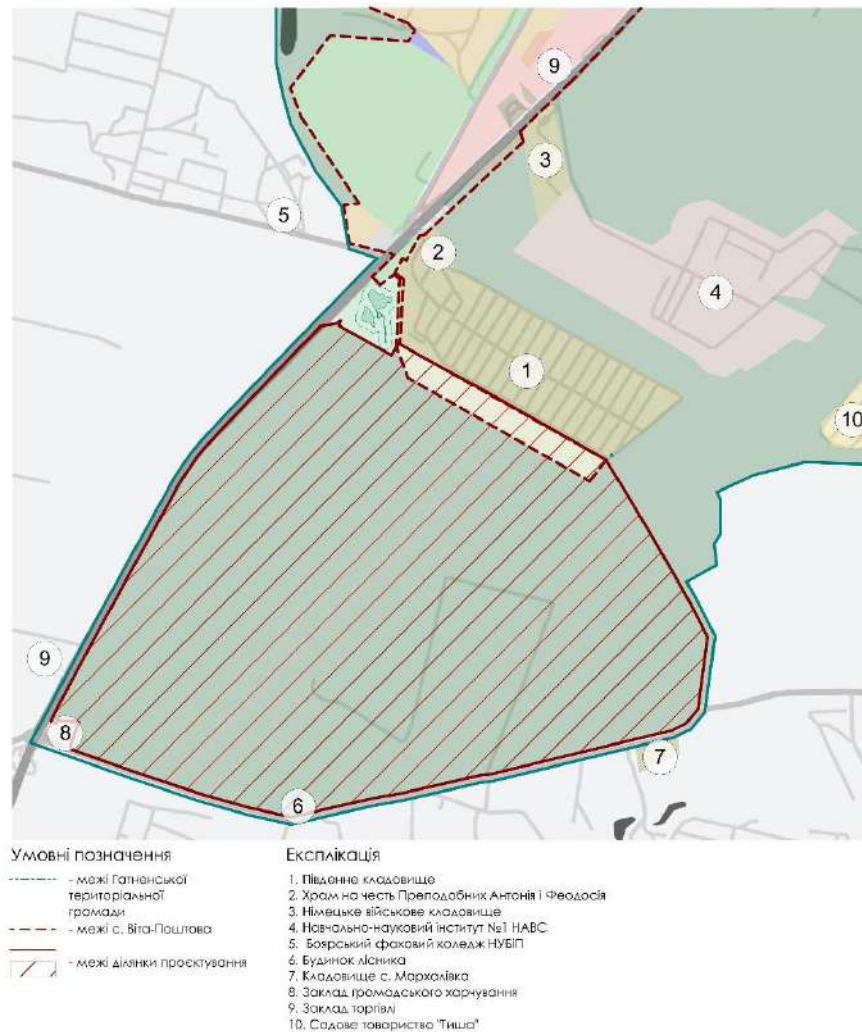 9
3
5
2
4
1
10
9
8
7
6
Умовні позначення
- межі Гатненської
територіальної
громади
- межі с. Віта-Поштова
- межі ділянки проєктування
Експлікація
1. Південне кладовище
2. Храм на честь Преподобних Антонія і Феодосія
3. Німецьке військове кладовище
4. Навчально-науковий інститут №1 НАВС
5. Боярський фаховий коледж НУБіП
6. Будинок лісника
7. Кладовище с. Мархалівка
8. Заклад громадського харчування
9. Заклад торгівлі
10. Садове товариство "Тиша"